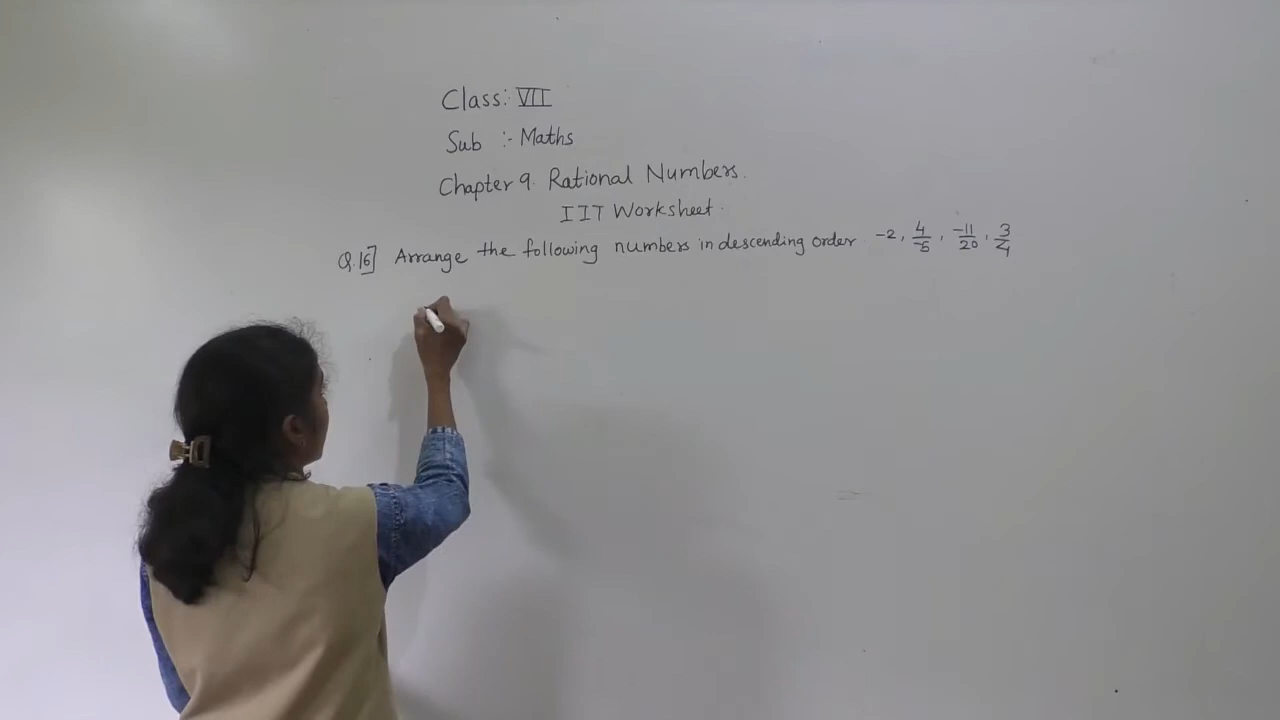 Class:- VII
Sub :- Maths
Chapter 9. Rational Numbers.
IIT Worksheet.
Q.16] Arrange the following numbers in descending order -2, 4/-5, -11/20, 3/4